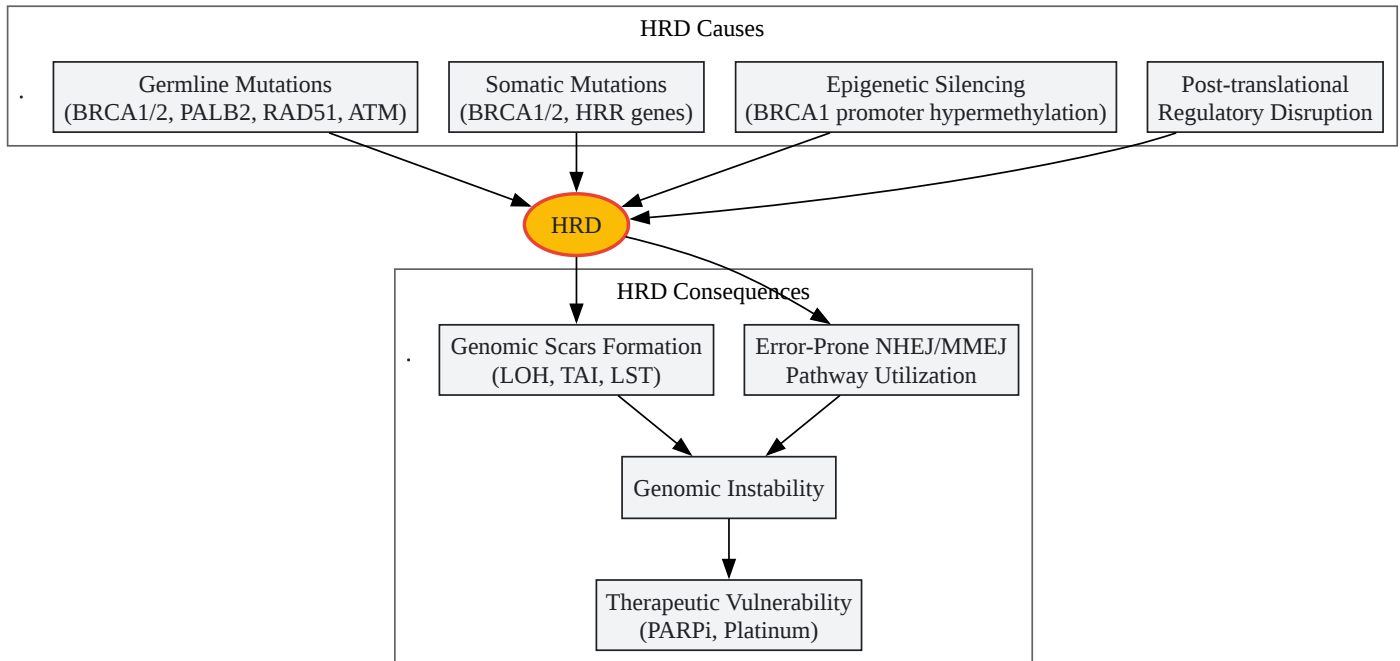 HRD Causes
Germline Mutations
(BRCA1/2, PALB2, RAD51, ATM)
Somatic Mutations
(BRCA1/2, HRR genes)
Epigenetic Silencing
(BRCA1 promoter hypermethylation)
Post-translational
Regulatory Disruption
.
HRD
HRD Consequences
Genomic Scars Formation
(LOH, TAI, LST)
Error-Prone NHEJ/MMEJ
Pathway Utilization
.
Genomic Instability
Therapeutic Vulnerability
(PARPi, Platinum)